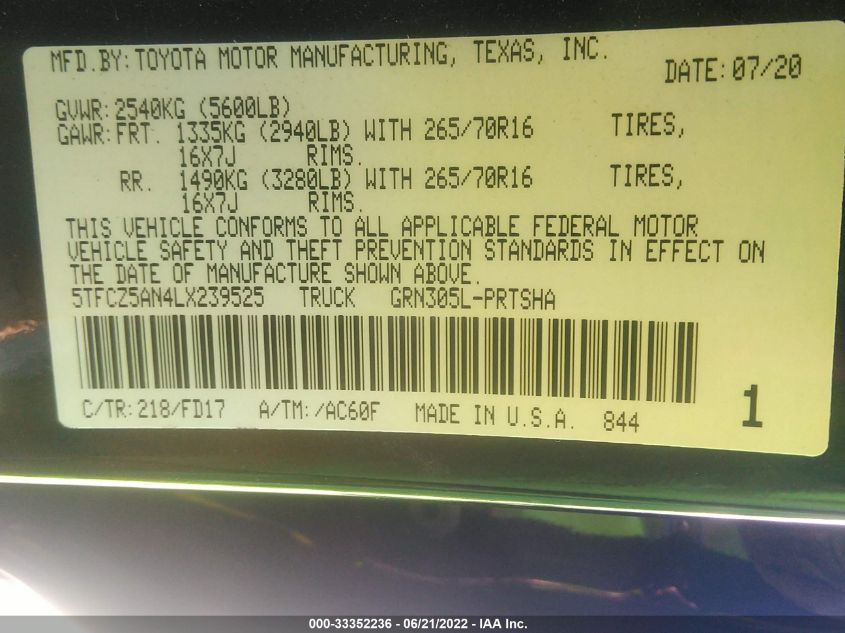 MFD.BY: TOYOTA MOTOR MANUFACTURING, TEXAS, INC.
DATE: 07/20
GVWR: 2540KG (5600LB)
GAWR: FRT. 1335KG (2940LB) WITH 265/70R16 TIRES,
16X7J RIMS.
RR. 1490KG (3280LB) WITH 265/70R16 TIRES,
16X7J RIMS.
THIS VEHICLE CONFORMS TO ALL APPLICABLE FEDERAL MOTOR
VEHICLE SAFETY AND THEFT PREVENTION STANDARDS IN EFFECT ON
THE DATE OF MANUFACTURE SHOWN ABOVE.
5TFCZ5AN4LX239525 TRUCK GRN305L-PRTSHA
C/TR: 218/FD17 A/TM: /AC60F MADE IN U.S.A. 844 1
000-33352236 - 06/21/2022 - IAA Inc.